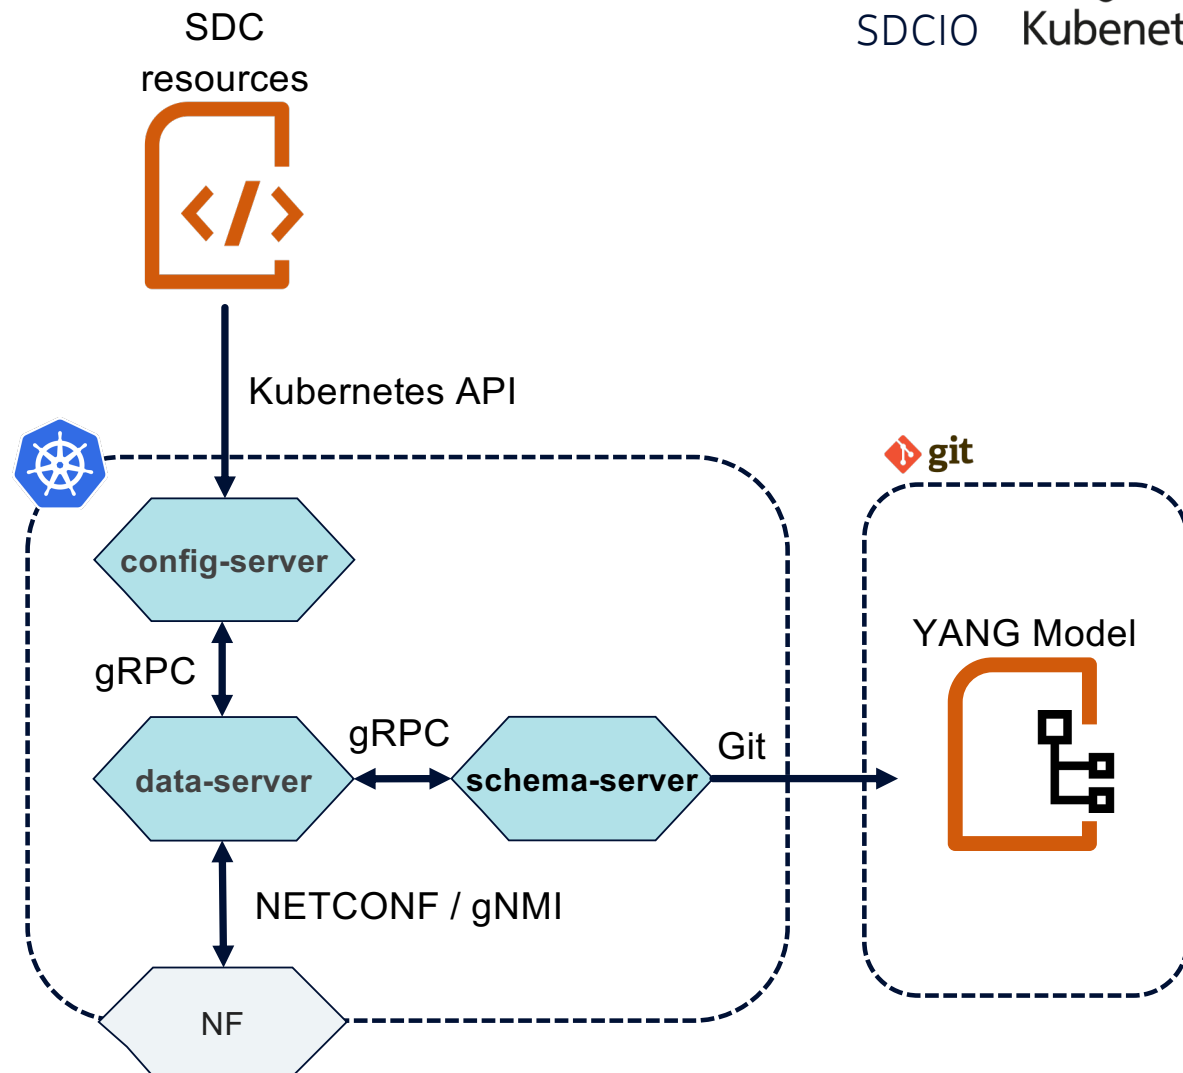 SDC
resources
SDCIO
Kubernetes API
git
config-server
gRPC
YANG Model
data-server
gRPC
schema-server
Git
NETCONF / gNMI
NF